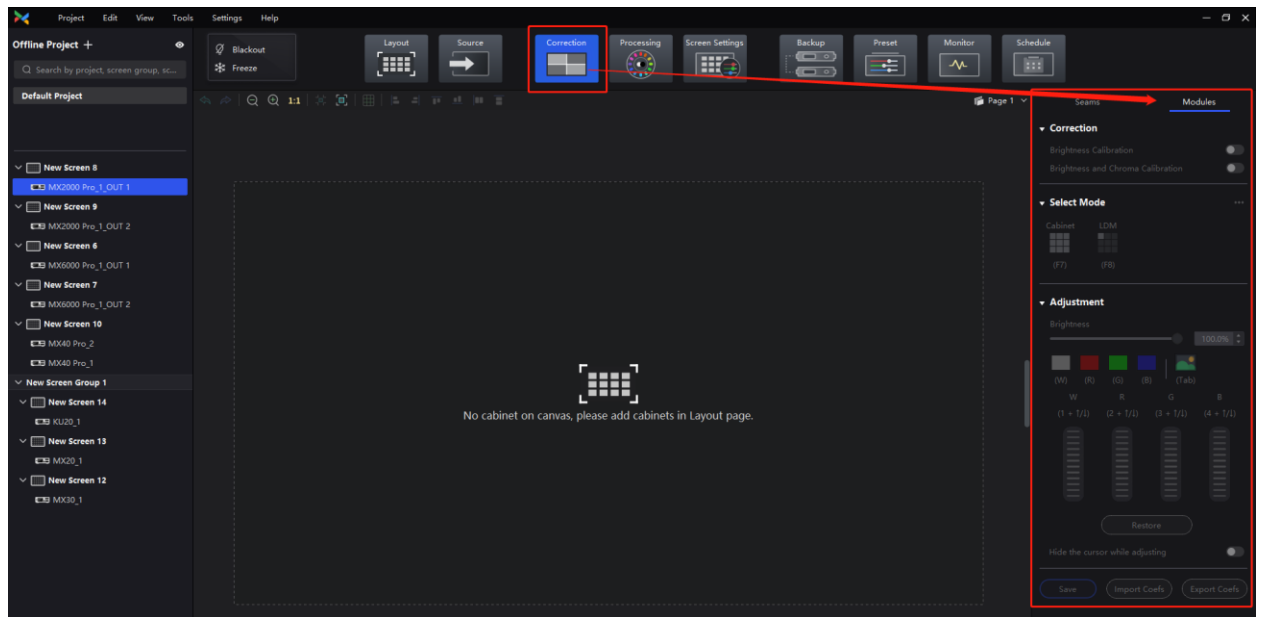 Project Edit View Tools Settings Help
Offline Project +
Search by project, screen group, sc...
Default Project
New Screen 8
MX2000 Pro_1_OUT 1
New Screen 9
MX2000 Pro_1_OUT 2
New Screen 6
MX6000 Pro_1_OUT 1
New Screen 7
MX6000 Pro_1_OUT 2
New Screen 10
MX40 Pro_2
MX40 Pro_1
New Screen Group 1
New Screen 14
KU20_1
New Screen 13
MX20_1
New Screen 12
MX30_1
Blackout
Freeze
Layout Source Correction Processing Screen Settings Backup Preset Monitor Schedule
1:1
Page 1
No cabinet on canvas, please add cabinets in Layout page.
Seams Modules
Correction
Brightness Calibration
Brightness and Chroma Calibration
Select Mode
Cabinet LDM
(F7) (F8)
Adjustment
Brightness
100.0%
(W) (R) (G) (B) (Tab)
W R G B
(1 + ↑/↓) (2 + ↑/↓) (3 + ↑/↓) (4 + ↑/↓)
Restore
Hide the cursor while adjusting
Save Import Coefs Export Coefs